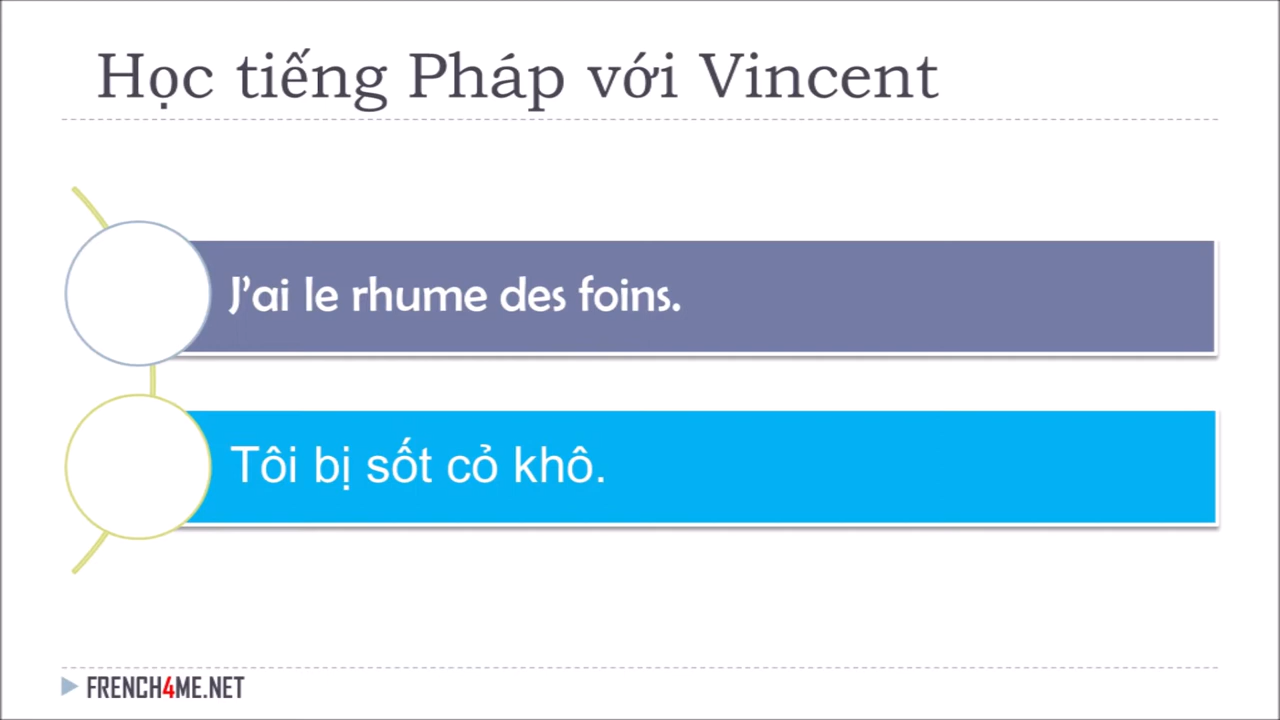 Học tiếng Pháp với Vincent
J'ai le rhume des foins.
Tôi bị sốt cỏ khô.
FRENCH4ME.NET